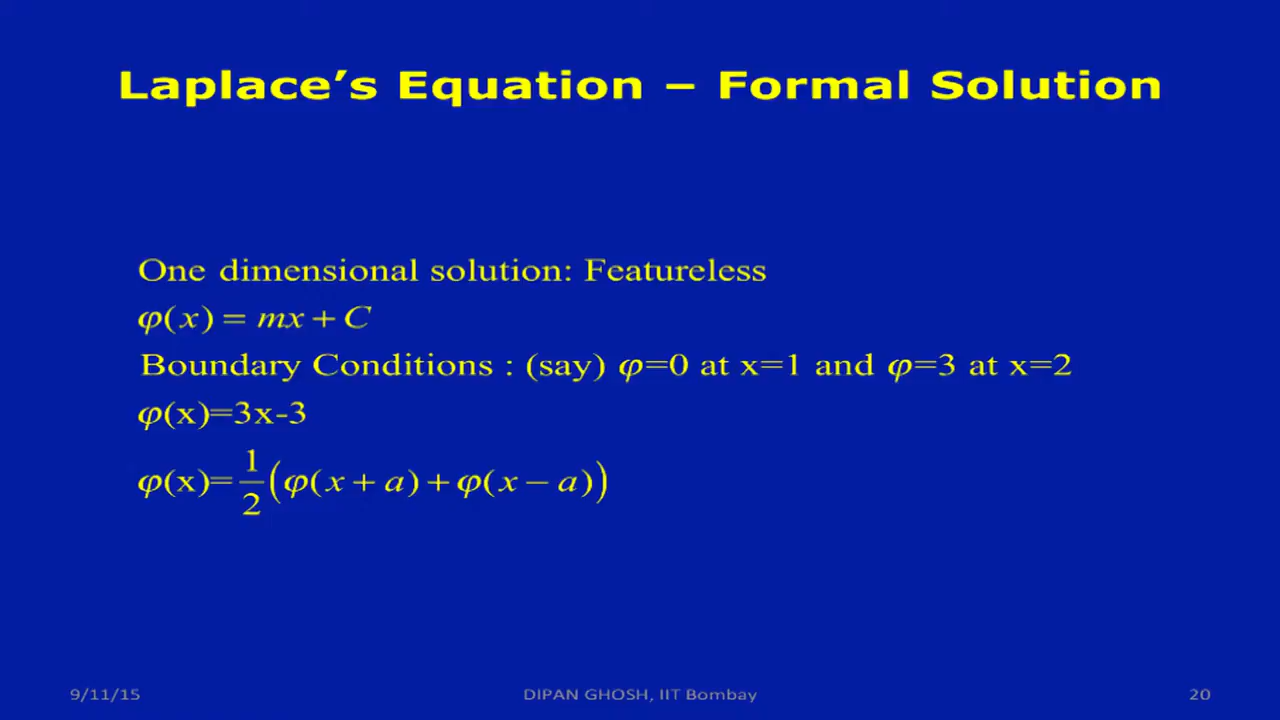 Laplace’s Equation – Formal Solution
One dimensional solution: Featureless
φ(x) = mx + C
Boundary Conditions : (say) φ=0 at x=1 and φ=3 at x=2
φ(x)=3x-3
φ(x)= 1/2 (φ(x + a) + φ(x − a))
9/11/15 DIPAN GHOSH, IIT Bombay 20